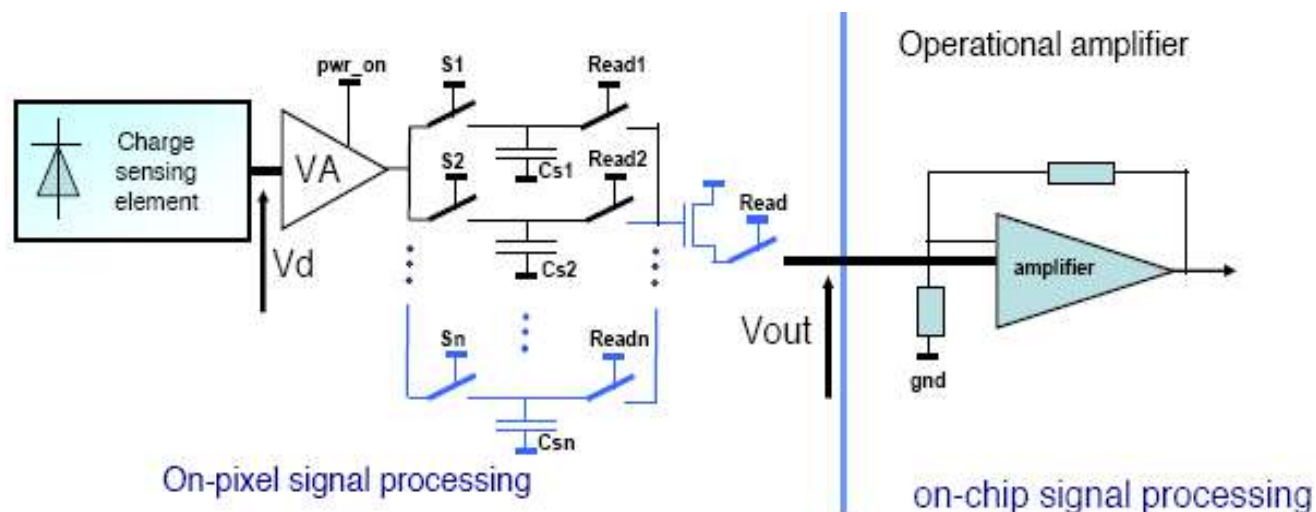 Operational amplifier
pwr_on
S1
Read1
Charge
sensing
element
VA
Cs1
S2
Read2
Read
Vd
Cs2
amplifier
Vout
Sn
Readn
gnd
Csn
On-pixel signal processing
on-chip signal processing